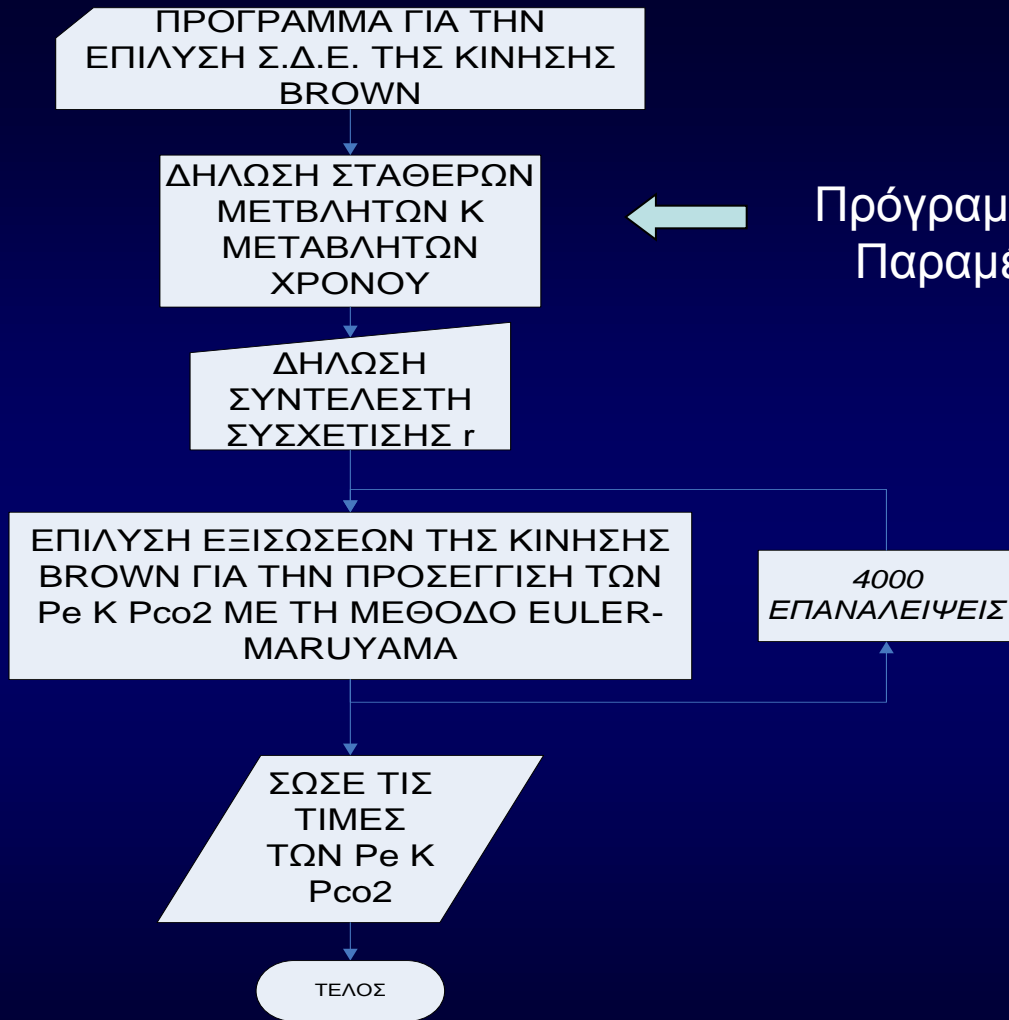 ΠΡΟΓΡΑΜΜΑ ΓΙΑ ΤΗΝ
ΕΠΙΛΥΣΗ Σ.Δ.Ε. ΤΗΣ ΚΙΝΗΣΗΣ
BROWN
ΔΗΛΩΣΗ ΣΤΑΘΕΡΩΝ
ΜΕΤΒΛΗΤΩΝ Κ
ΜΕΤΑΒΛΗΤΩΝ
ΧΡΟΝΟΥ
Πρόγραμ
Παραμέ
ΔΗΛΩΣΗ
ΣΥΝΤΕΛΕΣΤΗ
ΣΥΣΧΕΤΙΣΗΣ r
ΕΠΙΛΥΣΗ ΕΞΙΣΩΣΕΩΝ ΤΗΣ ΚΙΝΗΣΗΣ
BROWN ΓΙΑ ΤΗΝ ΠΡΟΣΕΓΓΙΣΗ ΤΩΝ
Pe Κ Pco2 ΜΕ ΤΗ ΜΕΘΟΔΟ EULER-
MARUYAMA
4000
ΕΠΑΝΑΛΕΙΨΕΙΣ
ΣΩΣΕ ΤΙΣ
ΤΙΜΕΣ
ΤΩΝ Pe Κ
Pco2
ΤΕΛΟΣ